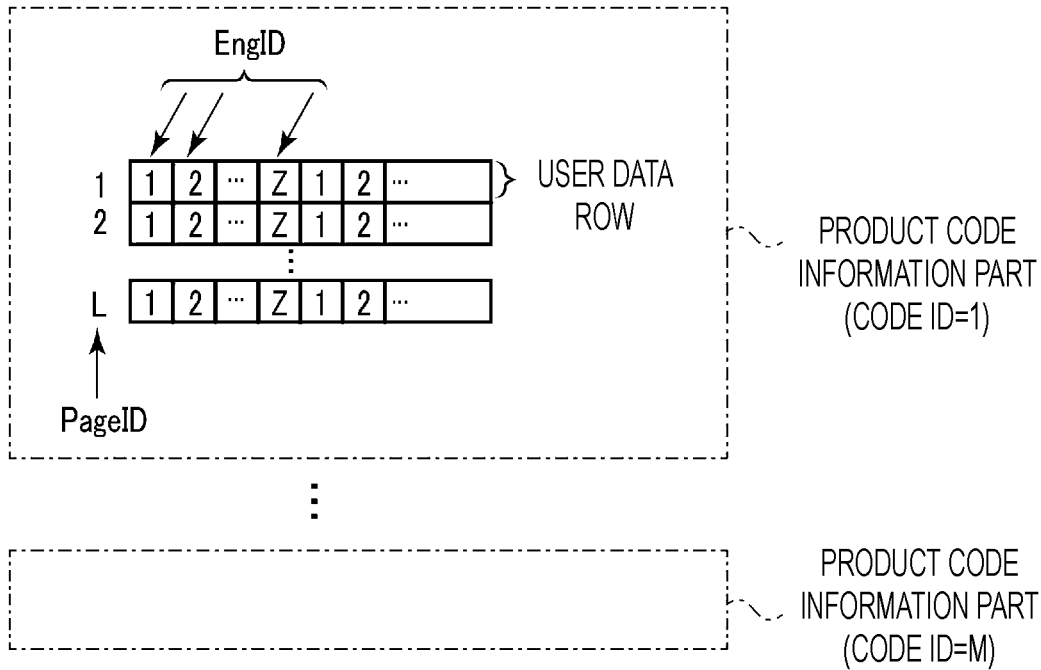 EngID
1 1 2 ... Z 1 2 ...
USER DATA
ROW
2 1 2 ... Z 1 2 ...
L 1 2 ... Z 1 2 ...
PageID
PRODUCT CODE
INFORMATION PART
(CODE ID=1)
PRODUCT CODE
INFORMATION PART
(CODE ID=M)